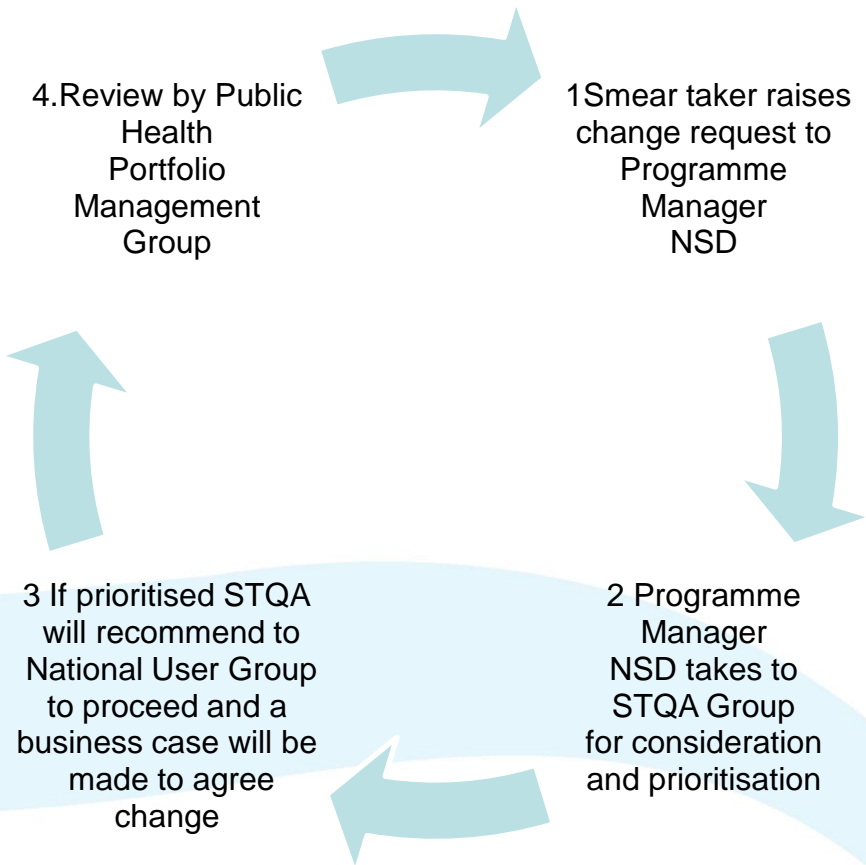 1Smear taker raises
change request to
Programme
Manager
NSD
2 Programme
Manager
NSD takes to
STQA Group
for consideration
and prioritisation
3 If prioritised STQA
will recommend to
National User Group
to proceed and a
business case will be
made to agree
change
4.Review by Public
Health
Portfolio
Management
Group